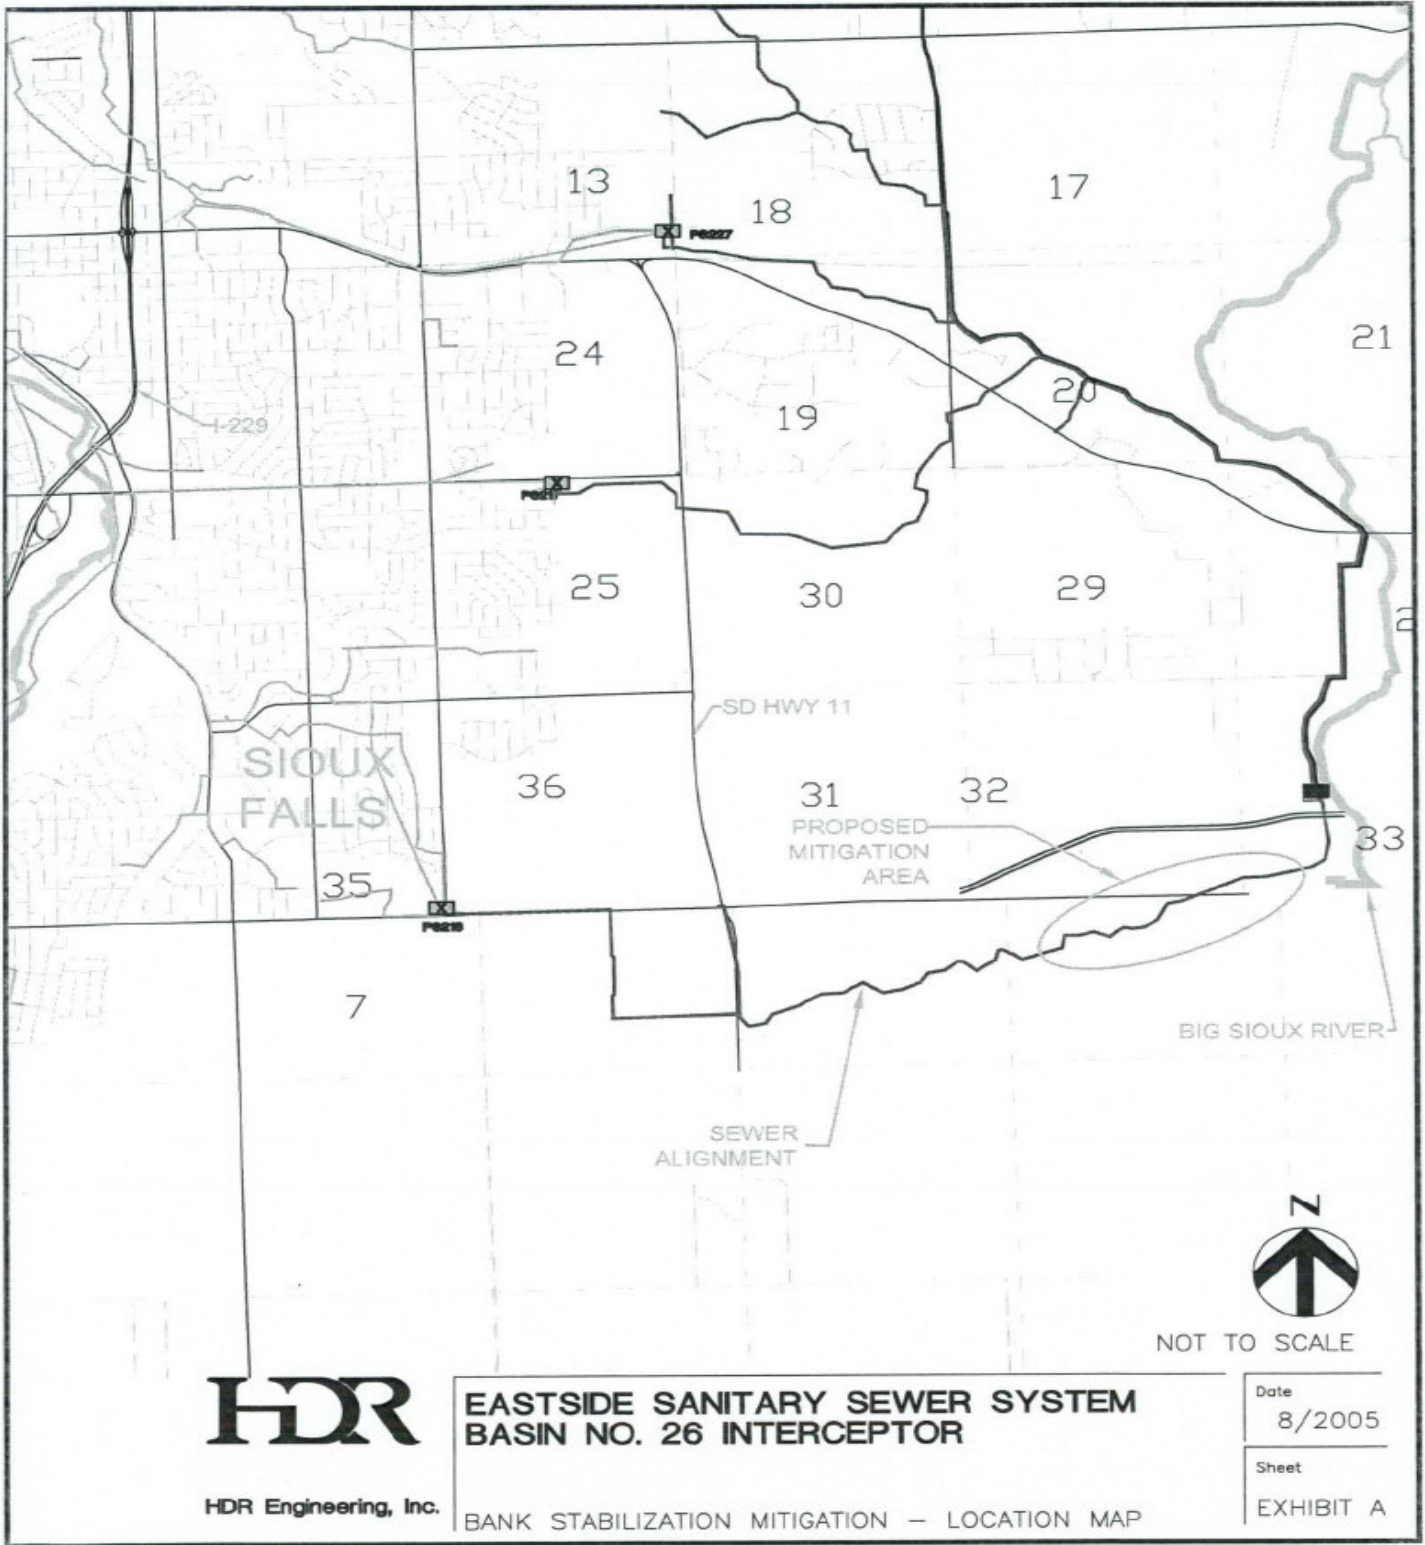 13
18
17
PS227
24
19
20
21
I-229
25
30
29
2
SD HWY 11
SIOUX
FALLS
36
31
32
PROPOSED
MITIGATION
AREA
33
35
7
BIG SIOUX RIVER
SEWER
ALIGNMENT
N
NOT TO SCALE
HDR
HDR Engineering, Inc.
EASTSIDE SANITARY SEWER SYSTEM
BASIN NO. 26 INTERCEPTOR
BANK STABILIZATION MITIGATION – LOCATION MAP
Date
8/2005
Sheet
EXHIBIT A